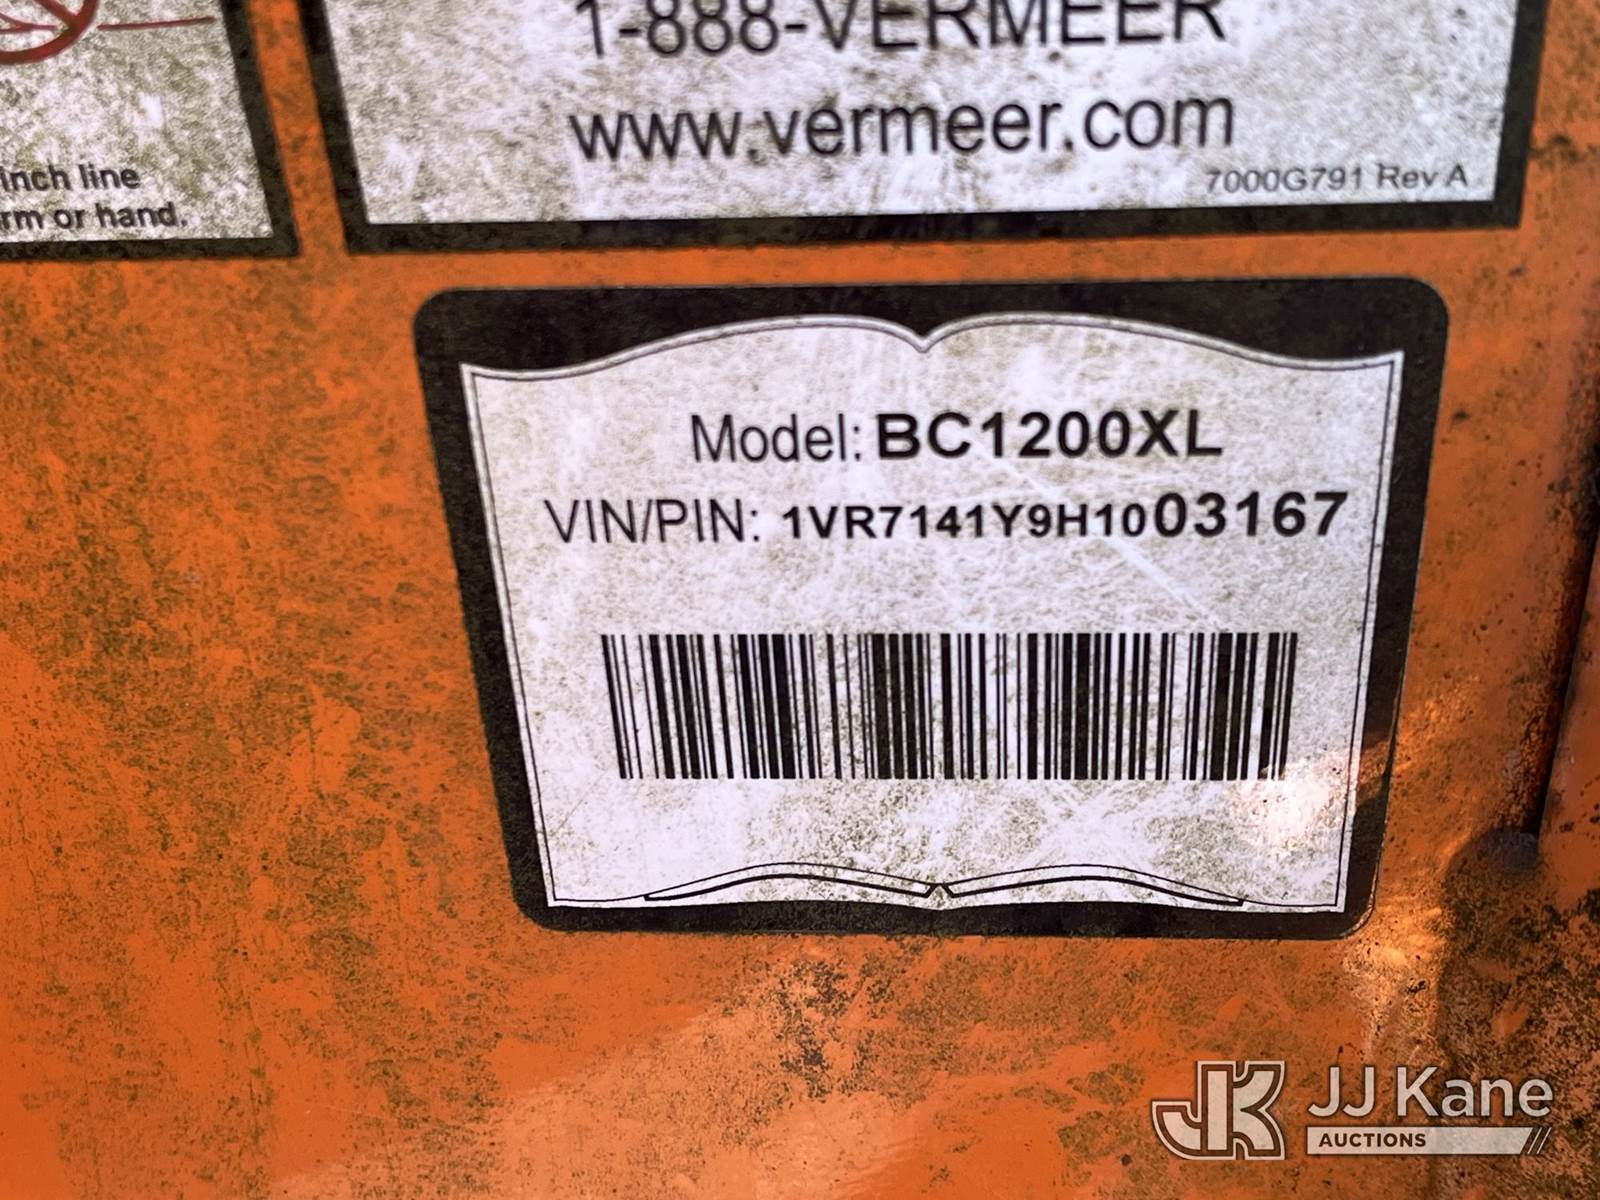 1-888-VERMEER
www.vermeer.com
7000G791 Rev A
inch line
rm or hand.
Model: BC1200XL
VIN/PIN: 1VR7141Y9H1003167
JK JJ Kane
AUCTIONS